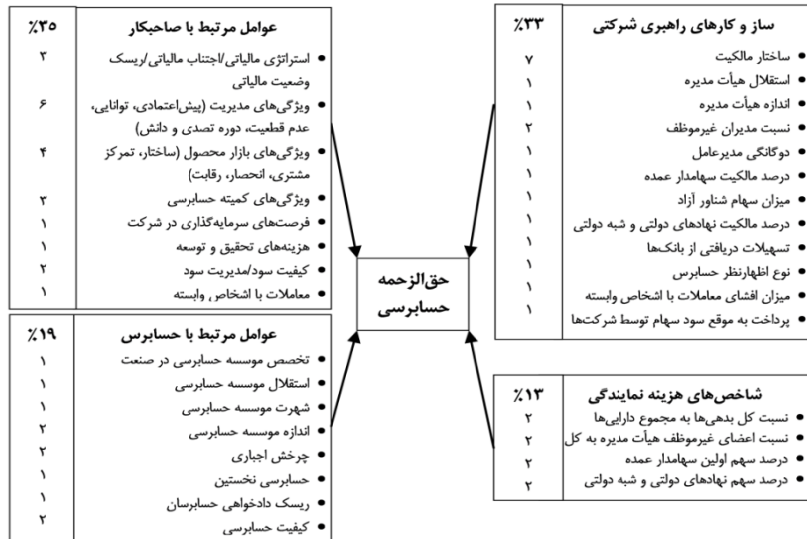 ساز و کارهای راهبری شرکتی ٪۳۳
ساختار مالکیت ۷
استقلال هیأت مدیره ۱
اندازه هیأت مدیره ۱
نسبت مدیران غیرموظف ۲
دوگانگی مدیرعامل ۱
درصد مالکیت سهامدار عمده ۱
میزان سهام شناور آزاد ۱
درصد مالکیت نهادهای دولتی و شبه دولتی ۱
تسهیلات دریافتی از بانک‌ها ۱
نوع اظهارنظر حسابرس ۱
میزان افشای معاملات با اشخاص وابسته ۱
پرداخت به موقع سود سهام توسط شرکت‌ها ۱
عوامل مرتبط با صاحبکار ٪۳۵
استراتژی مالیاتی/اجتناب مالیاتی/ریسک ۳
وضعیت مالیاتی
ویژگی‌های مدیریت (پیش‌اعتمادی، توانایی، ۶
عدم قطعیت، دوره تصدی و دانش)
ویژگی‌های بازار محصول (ساختار، تمرکز ۴
مشتری، انحصار، رقابت)
ویژگی‌های کمیته حسابرسی ۳
فرصت‌های سرمایه‌گذاری در شرکت ۱
هزینه‌های تحقیق و توسعه ۱
کیفیت سود/مدیریت سود ۲
معاملات با اشخاص وابسته ۱
حق‌الزحمه
حسابرسی
شاخص‌های هزینه نمایندگی ٪۱۳
نسبت کل بدهی‌ها به مجموع دارایی‌ها ۲
نسبت اعضای غیرموظف هیأت مدیره به کل ۲
درصد سهم اولین سهامدار عمده ۲
درصد سهم نهادهای دولتی و شبه دولتی ۲
عوامل مرتبط با حسابرس ٪۱۹
تخصص موسسه حسابرسی در صنعت ۱
استقلال موسسه حسابرسی ۱
شهرت موسسه حسابرسی ۱
اندازه موسسه حسابرسی ۲
چرخش اجباری ۲
حسابرسی نخستین ۱
ریسک دادخواهی حسابرسان ۱
کیفیت حسابرسی ۲